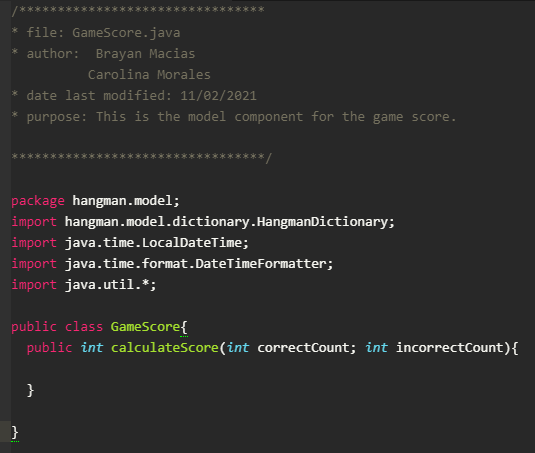 /********************************
* file: GameScore.java
* author:  Brayan Macias
          Carolina Morales
* date last modified: 11/02/2021
* purpose: This is the model component for the game score.
*********************************/
package hangman.model;
import hangman.model.dictionary.HangmanDictionary;
import java.time.LocalDateTime;
import java.time.format.DateTimeFormatter;
import java.util.*;
public class GameScore{
  public int calculateScore(int correctCount; int incorrectCount){
  }
}